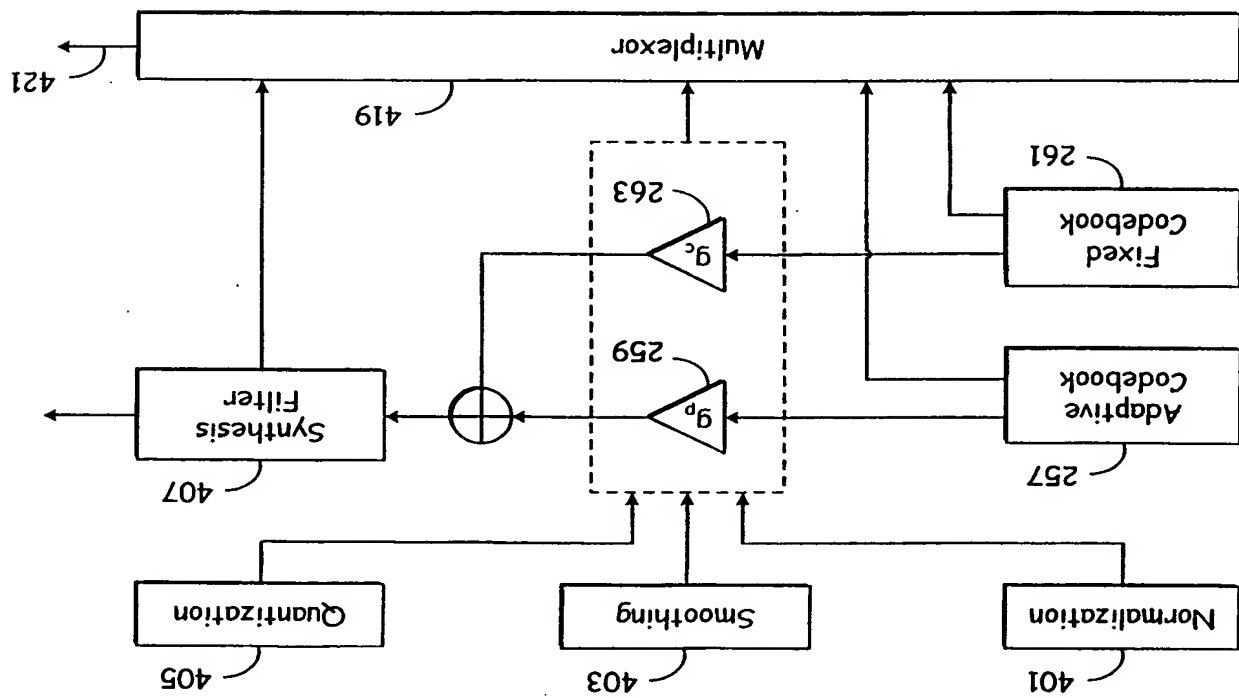 401
403
405
Normalization
Smoothing
Quantization
257
259
407
Adaptive
Codebook
gp
Synthesis
Filter
261
263
Fixed
Codebook
gc
419
421
Multiplexor